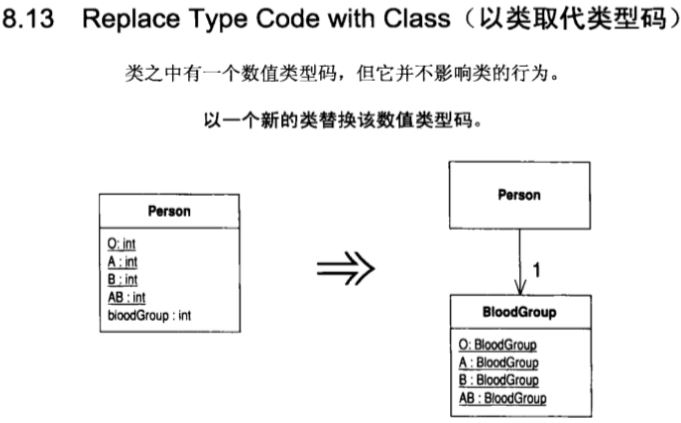 8.13 Replace Type Code with Class（以类取代类型码）
类之中有一个数值类型码，但它并不影响类的行为。
以一个新的类替换该数值类型码。
Person
O: int
A : int
B : int
AB : int
bloodGroup : int
Person
1
BloodGroup
O: BloodGroup
A : BloodGroup
B : BloodGroup
AB : BloodGroup